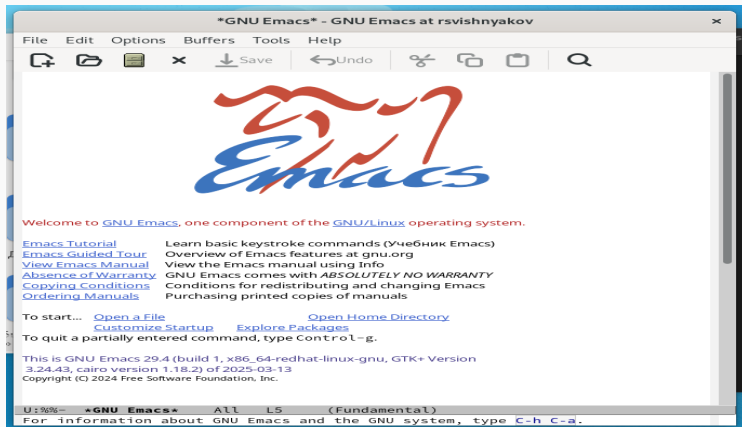 *GNU Emacs* - GNU Emacs at rsvishnyakov
File Edit Options Buffers Tools Help
Save Undo
Emacs
Welcome to GNU Emacs, one component of the GNU/Linux operating system.
Emacs Tutorial Learn basic keystroke commands (Учебник Emacs)
Emacs Guided Tour Overview of Emacs features at gnu.org
View Emacs Manual View the Emacs manual using Info
Absence of Warranty GNU Emacs comes with ABSOLUTELY NO WARRANTY
Copying Conditions Conditions for redistributing and changing Emacs
Ordering Manuals Purchasing printed copies of manuals
To start... Open a File Open Home Directory
Customize Startup Explore Packages
To quit a partially entered command, type Control-g.
This is GNU Emacs 29.4 (build 1, x86_64-redhat-linux-gnu, GTK+ Version
3.24.43, cairo version 1.18.2) of 2025-03-13
Copyright (C) 2024 Free Software Foundation, Inc.
U:%%- *GNU Emacs* All L5 (Fundamental)
For information about GNU Emacs and the GNU system, type C-h C-a.